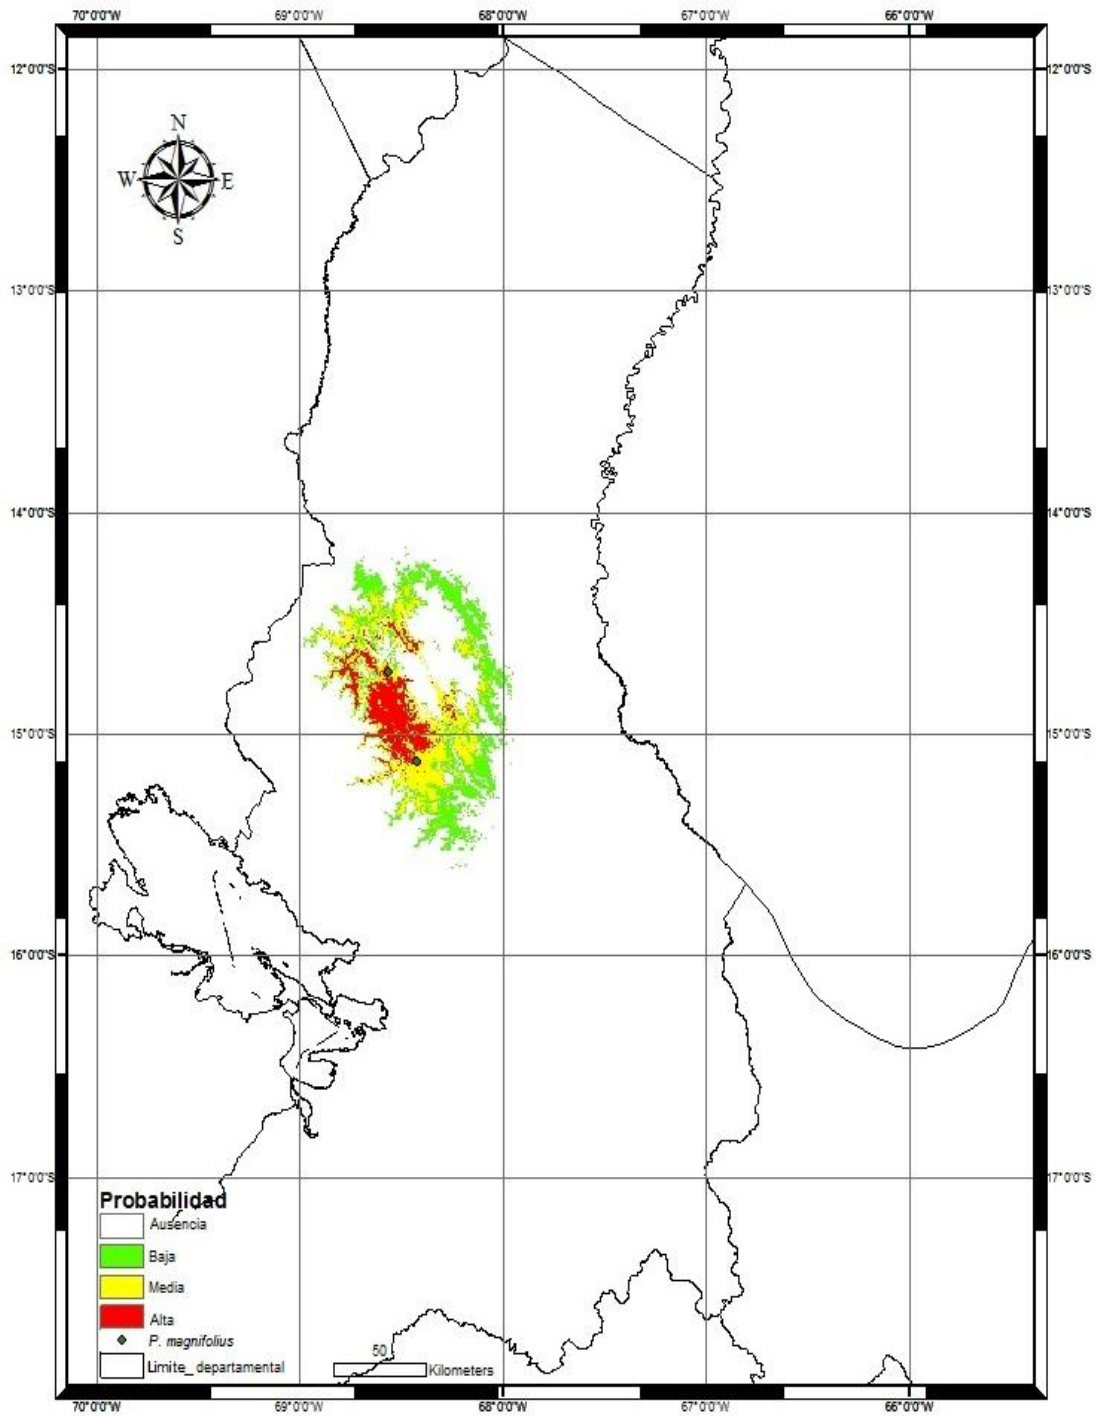 70°0'0"W 69°0'0"W 68°0'0"W 67°0'0"W 66°0'0"W
12°0'0"S 12°0'0"S
N
W E
S
13°0'0"S 13°0'0"S
14°0'0"S 14°0'0"S
15°0'0"S 15°0'0"S
16°0'0"S 16°0'0"S
17°0'0"S 17°0'0"S
Probabilidad
Ausencia
Baja
Media
Alta
P. magnifolius
Limite_ departamental
50
Kilometers
70°0'0"W 69°0'0"W 68°0'0"W 67°0'0"W 66°0'0"W